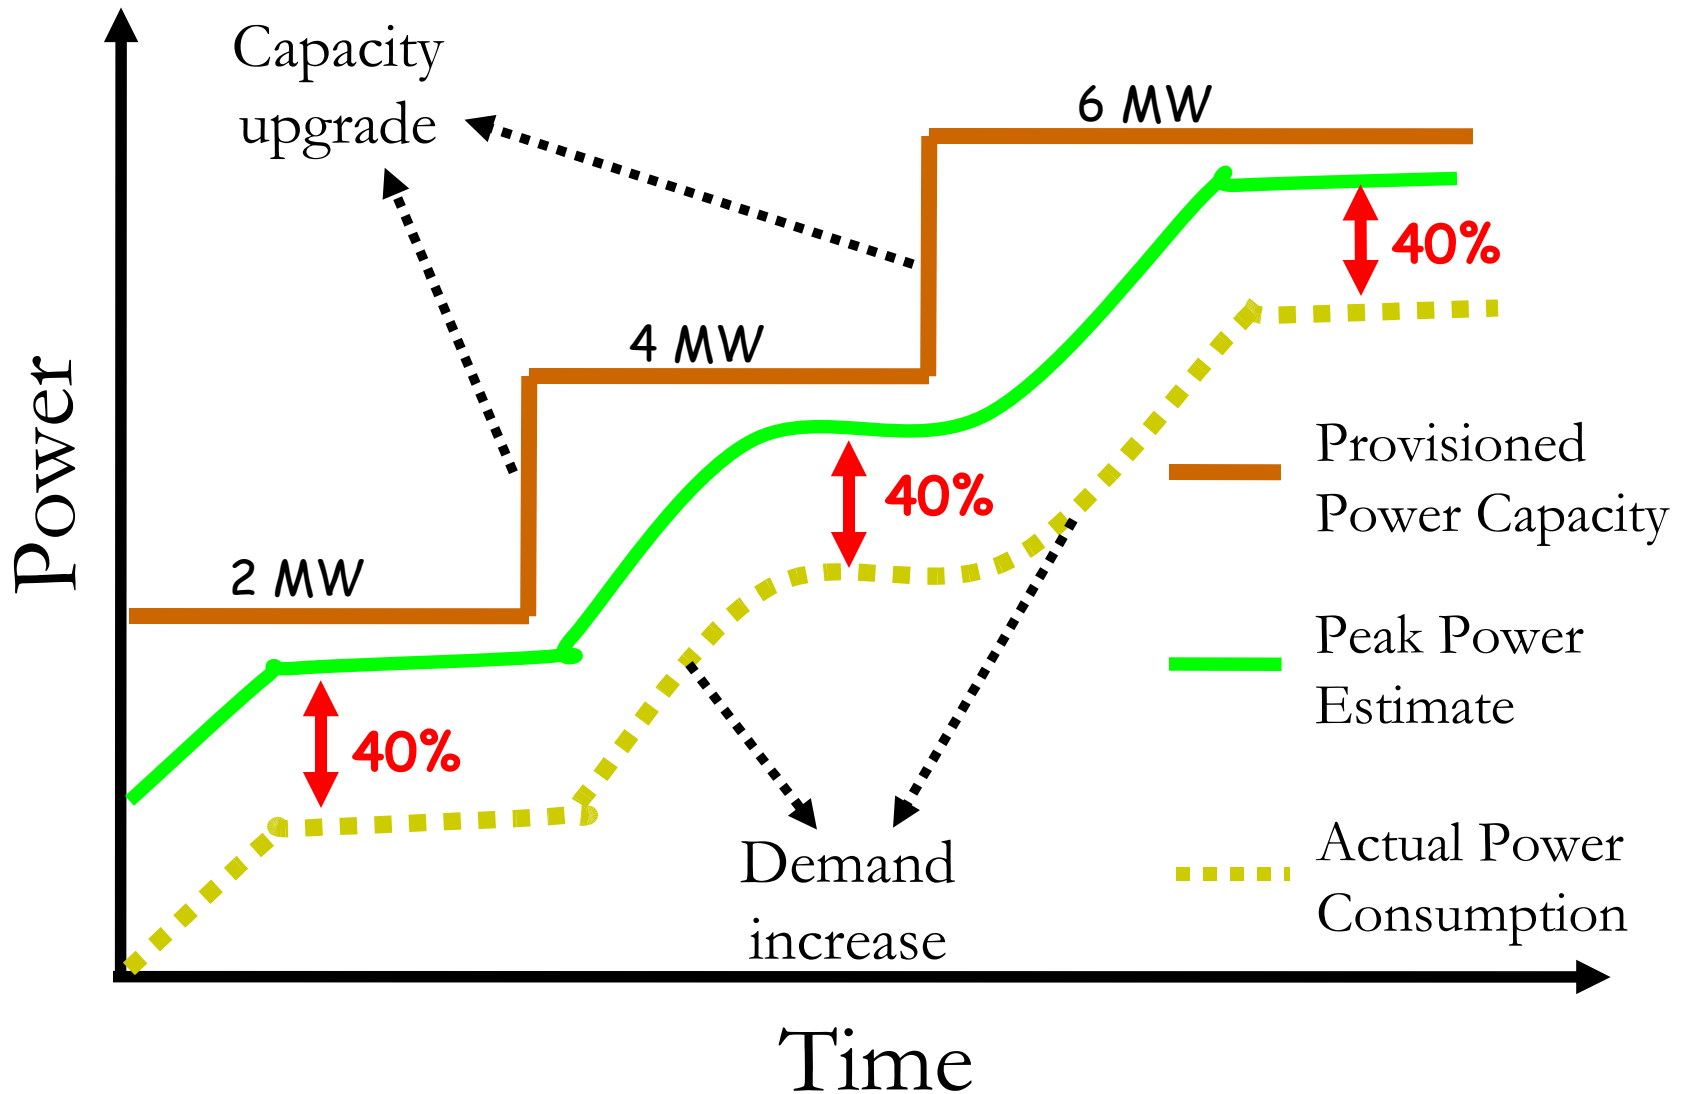 Capacity
upgrade
6 MW
40%
4 MW
40%
2 MW
40%
Power
Provisioned
Power Capacity
Peak Power
Estimate
Actual Power
Consumption
Demand
increase
Time